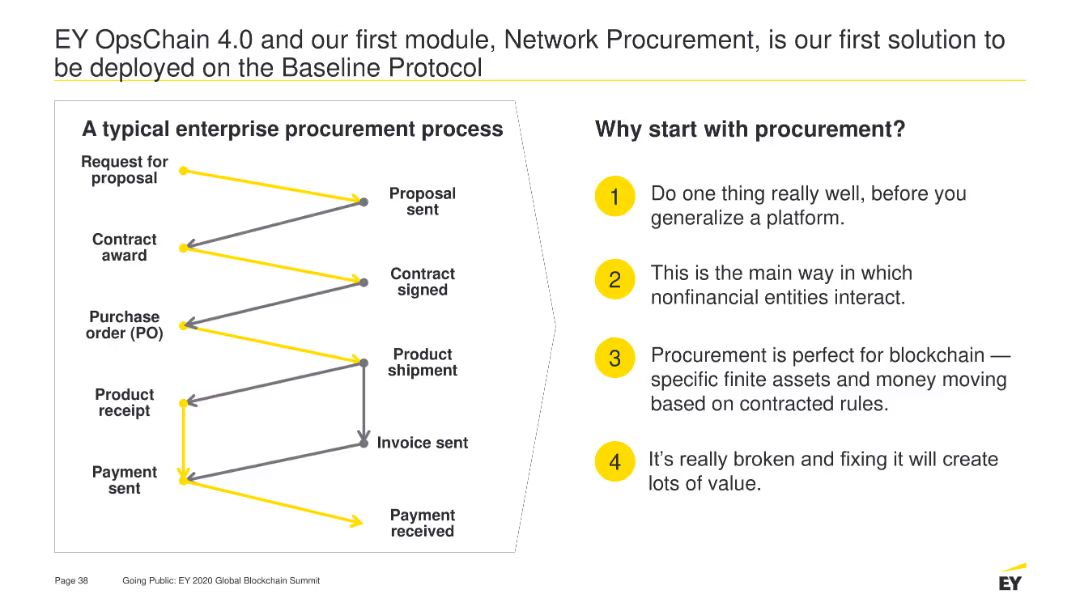 EY OpsChain 4.0 and our first module, Network Procurement, is our first solution to
be deployed on the Baseline Protocol
A typical enterprise procurement process
Request for
proposal
Proposal
sent
Contract
award
Contract
signed
Purchase
order (PO)
Product
shipment
Product
receipt
Invoice sent
Payment
sent
Payment
received
Why start with procurement?
1
Do one thing really well, before you
generalize a platform.
2
This is the main way in which
nonfinancial entities interact.
3
Procurement is perfect for blockchain —
specific finite assets and money moving
based on contracted rules.
4
It’s really broken and fixing it will create
lots of value.
Page 38
Going Public: EY 2020 Global Blockchain Summit
EY